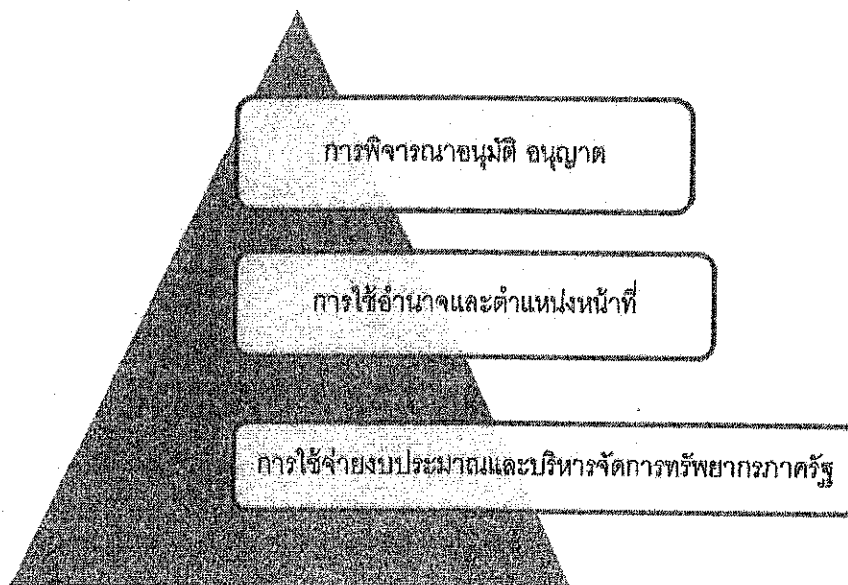 การพิจารณาอนุมัติ อนุญาต
การใช้อำนาจและตำแหน่งหน้าที่
การใช้จ่ายงบประมาณและบริหารจัดการทรัพยากรภาครัฐ